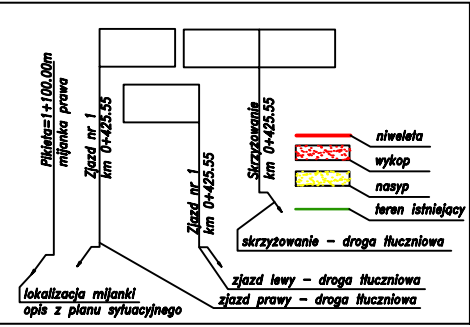 Pikieta=1+100.00m
mijanka prawa
Zjazd nr 1
km 0+425.55
Zjazd nr 1
km 0+425.55
Skrzyżowanie
km 0+425.55
niweleta
wykop
nasyp
teren istniejący
skrzyżowanie – droga tłuczniowa
zjazd lewy – droga tłuczniowa
zjazd prawy – droga tłuczniowa
lokalizacja mijanki
opis z planu sytuacyjnego